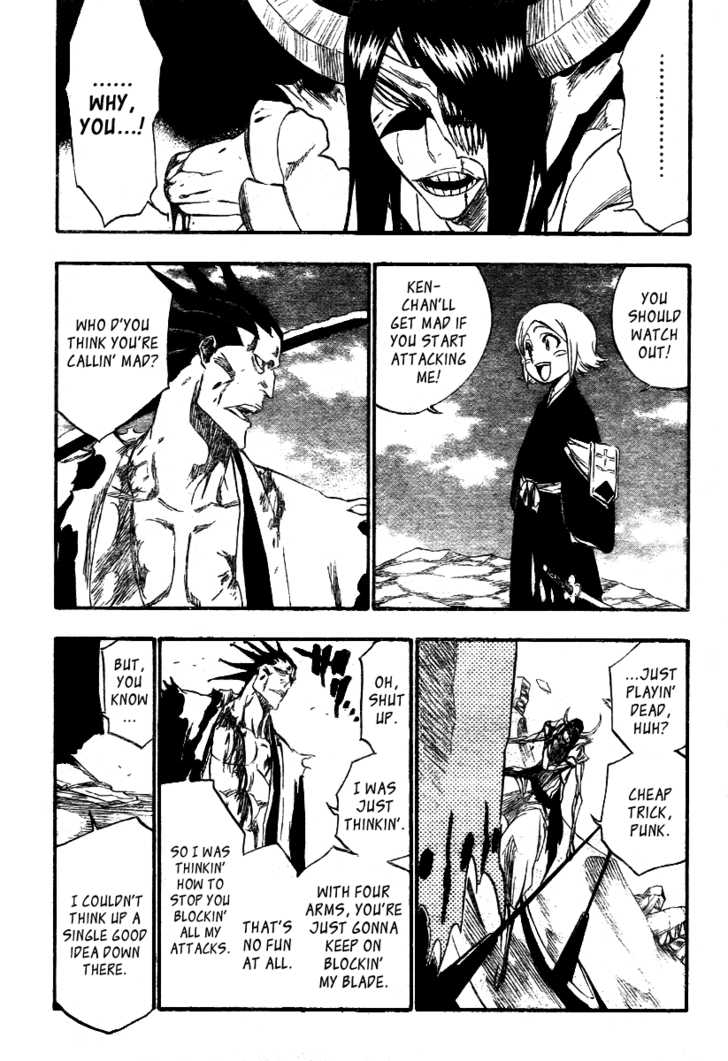 ............
......
WHY,
YOU...!
YOU
SHOULD
WATCH
OUT!
KEN-
CHAN'LL
GET MAD IF
YOU START
ATTACKING
ME!
WHO D'YOU
THINK YOU'RE
CALLIN' MAD?
...JUST
PLAYIN'
DEAD,
HUH?
CHEAP
TRICK,
PUNK.
OH,
SHUT
UP.
I WAS
JUST
THINKIN'.
WITH FOUR
ARMS, YOU'RE
JUST GONNA
KEEP ON
BLOCKIN'
MY BLADE.
THAT'S
NO FUN
AT ALL.
SO I WAS
THINKIN'
HOW TO
STOP YOU
BLOCKIN'
ALL MY
ATTACKS.
BUT,
YOU
KNOW
...
I COULDN'T
THINK UP A
SINGLE GOOD
IDEA DOWN
THERE.